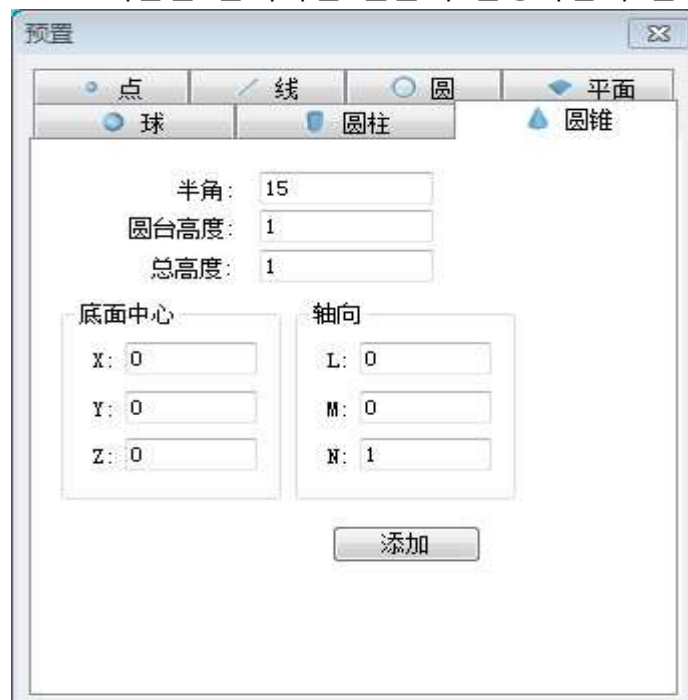 预置
点 线 圆 平面
球 圆柱 圆锥
半角: 15
圆台高度: 1
总高度: 1
底面中心 轴向
X: 0 L: 0
Y: 0 M: 0
Z: 0 N: 1
添加